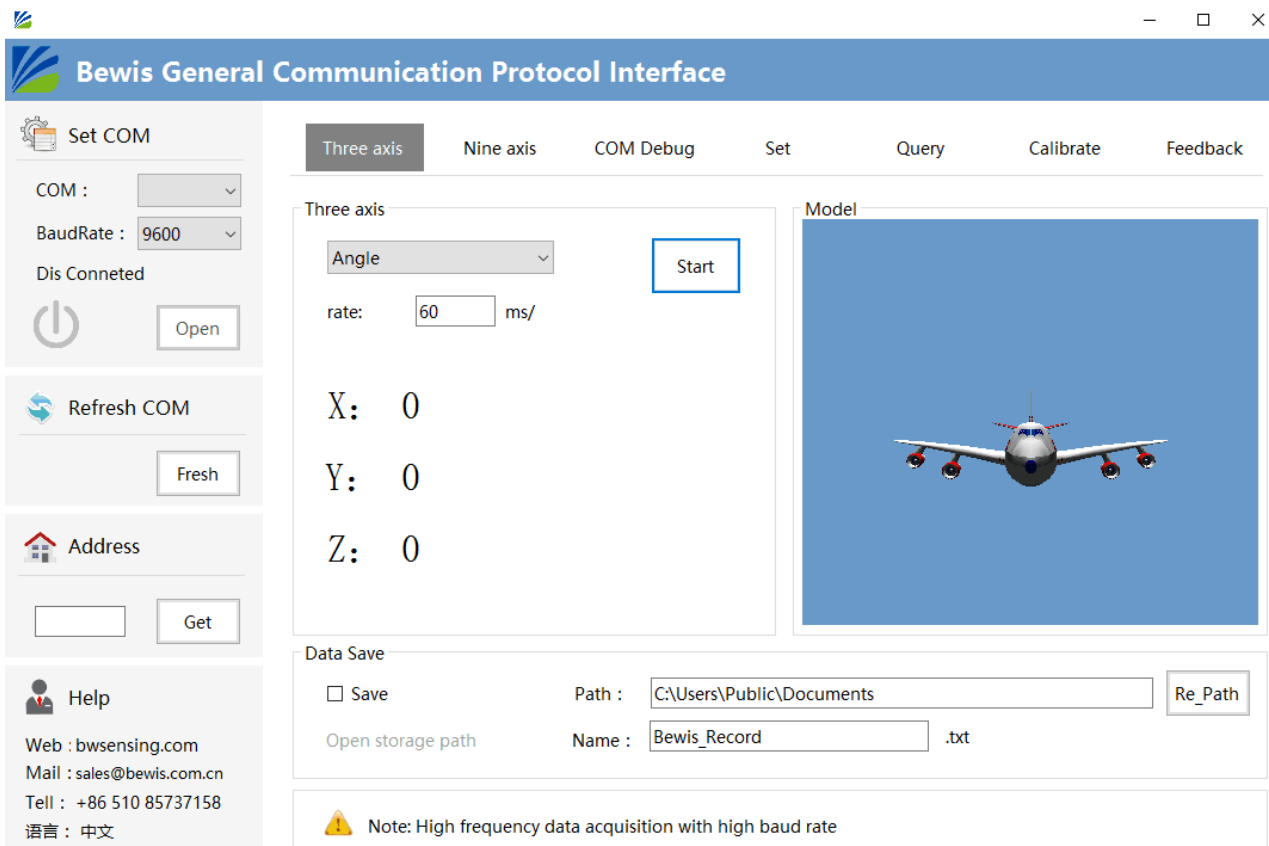 Bewis General Communication Protocol Interface
Set COM
COM :
BaudRate : 9600
Dis Conneted
Open
Refresh COM
Fresh
Address
Get
Help
Web : bwsensing.com
Mail : sales@bewis.com.cn
Tell : +86 510 85737158
语言： 中文
Three axis Nine axis COM Debug Set Query Calibrate Feedback
Three axis
Angle
Start
rate: 60 ms/
X: 0
Y: 0
Z: 0
Model
Data Save
Save Path : C:\Users\Public\Documents Re_Path
Open storage path Name : Bewis_Record .txt
Note: High frequency data acquisition with high baud rate